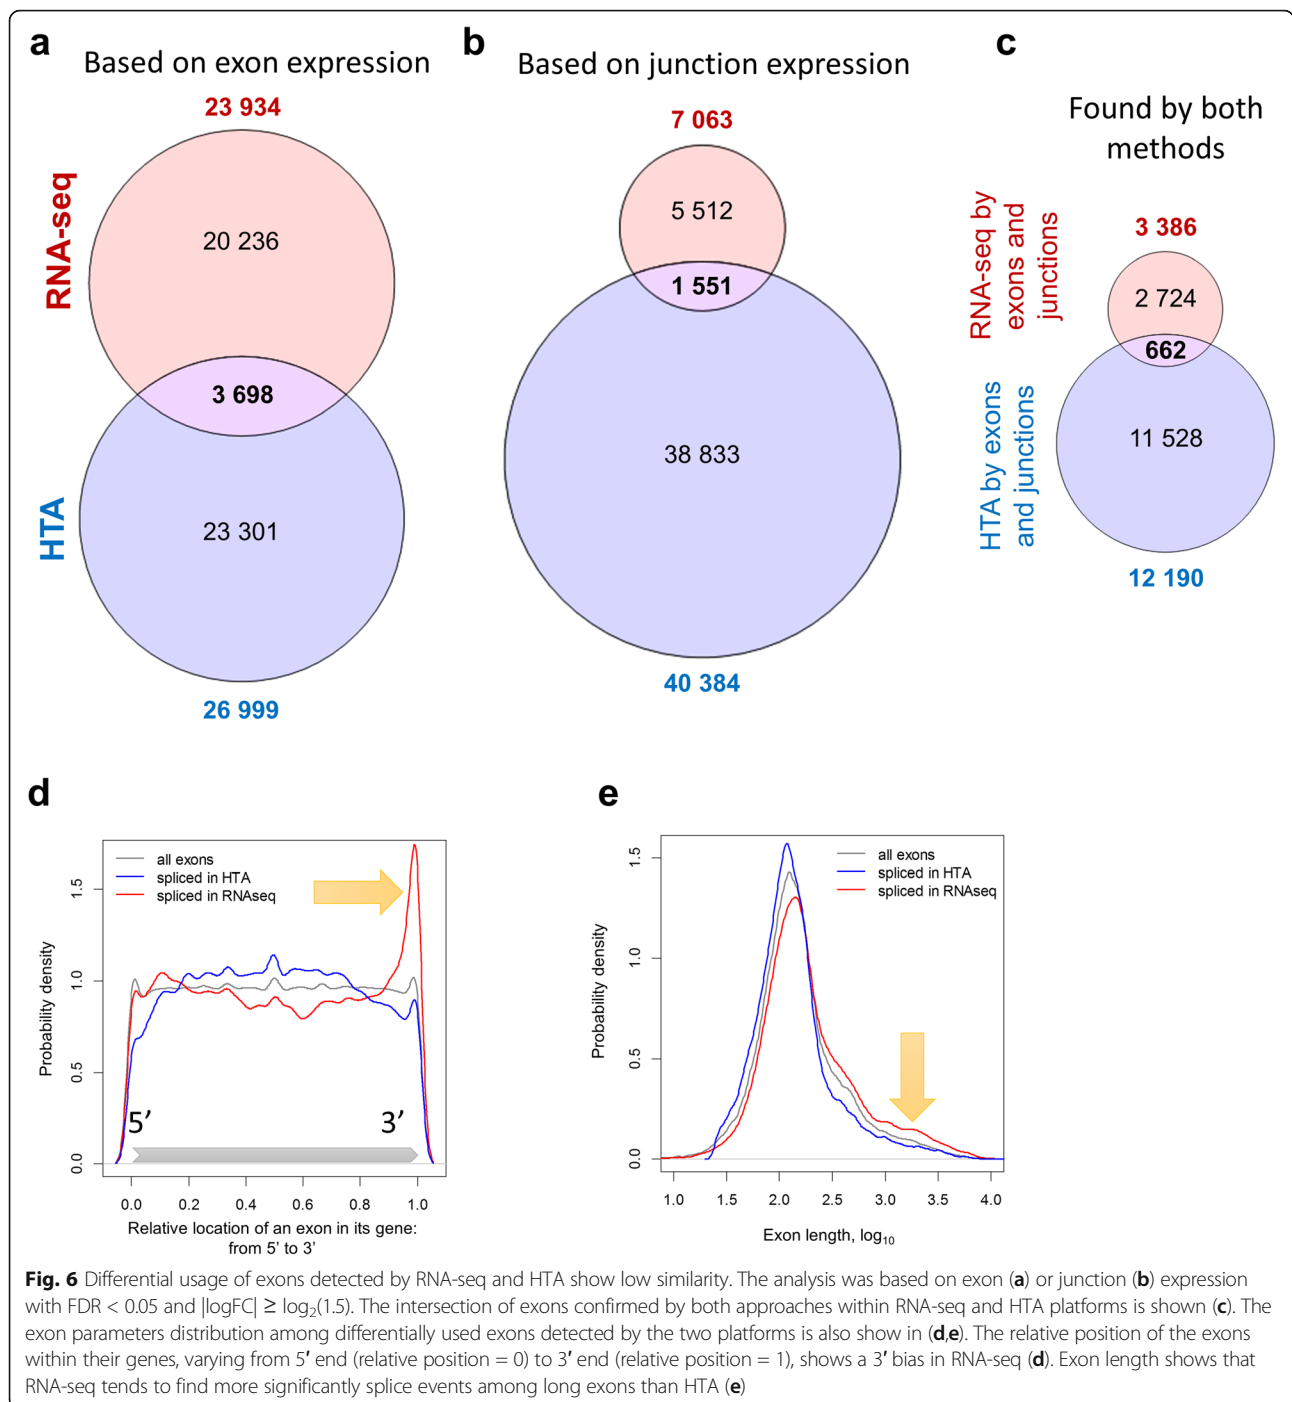 a
Based on exon expression
23 934
RNA-seq
20 236
3 698
HTA
23 301
26 999
b
Based on junction expression
7 063
5 512
1 551
38 833
40 384
c
Found by both
methods
RNA-seq by
exons and
junctions
3 386
2 724
662
HTA by exons
and junctions
11 528
12 190
d
all exons
spliced in HTA
spliced in RNAseq
Probability density
1.5
1.0
0.5
0.0
5′
3′
0.0 0.2 0.4 0.6 0.8 1.0
Relative location of an exon in its gene:
from 5' to 3'
e
all exons
spliced in HTA
spliced in RNAseq
Probability density
1.5
1.0
0.5
0.0
1.0 1.5 2.0 2.5 3.0 3.5 4.0
Exon length, log10
Fig. 6 Differential usage of exons detected by RNA-seq and HTA show low similarity. The analysis was based on exon (a) or junction (b) expression
with FDR < 0.05 and |logFC| ≥ log2(1.5). The intersection of exons confirmed by both approaches within RNA-seq and HTA platforms is shown (c). The
exon parameters distribution among differentially used exons detected by the two platforms is also show in (d,e). The relative position of the exons
within their genes, varying from 5′ end (relative position = 0) to 3′ end (relative position = 1), shows a 3′ bias in RNA-seq (d). Exon length shows that
RNA-seq tends to find more significantly splice events among long exons than HTA (e)